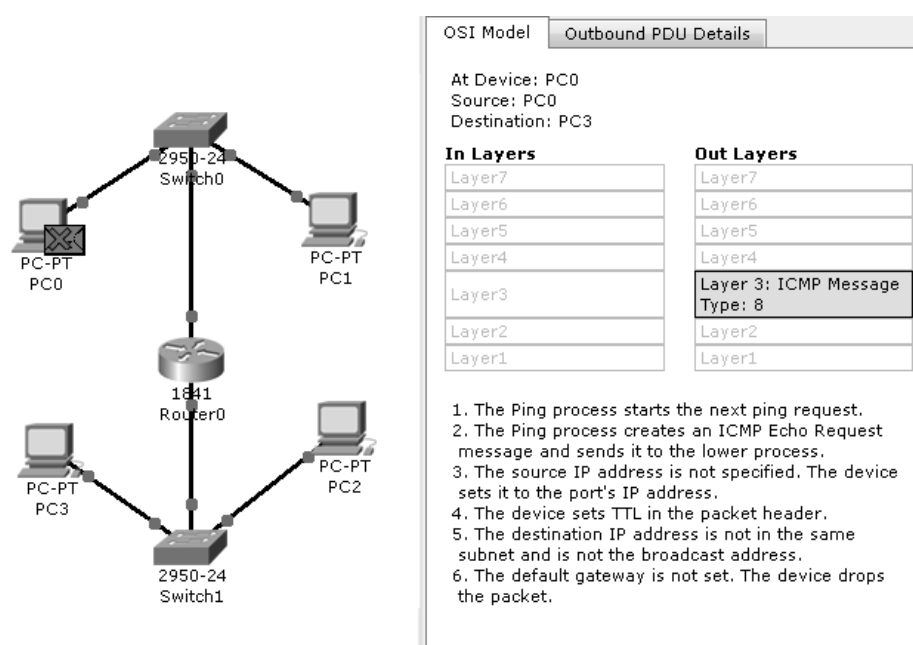 2950-24
Switch0
PC-PT
PC0
PC-PT
PC1
1841
Router0
PC-PT
PC3
PC-PT
PC2
2950-24
Switch1
OSI Model
Outbound PDU Details
At Device: PC0
Source: PC0
Destination: PC3
In Layers
Layer7
Layer6
Layer5
Layer4
Layer3
Layer2
Layer1
Out Layers
Layer7
Layer6
Layer5
Layer4
Layer 3: ICMP Message
Type: 8
Layer2
Layer1
1. The Ping process starts the next ping request.
2. The Ping process creates an ICMP Echo Request
message and sends it to the lower process.
3. The source IP address is not specified. The device
sets it to the port's IP address.
4. The device sets TTL in the packet header.
5. The destination IP address is not in the same
subnet and is not the broadcast address.
6. The default gateway is not set. The device drops
the packet.